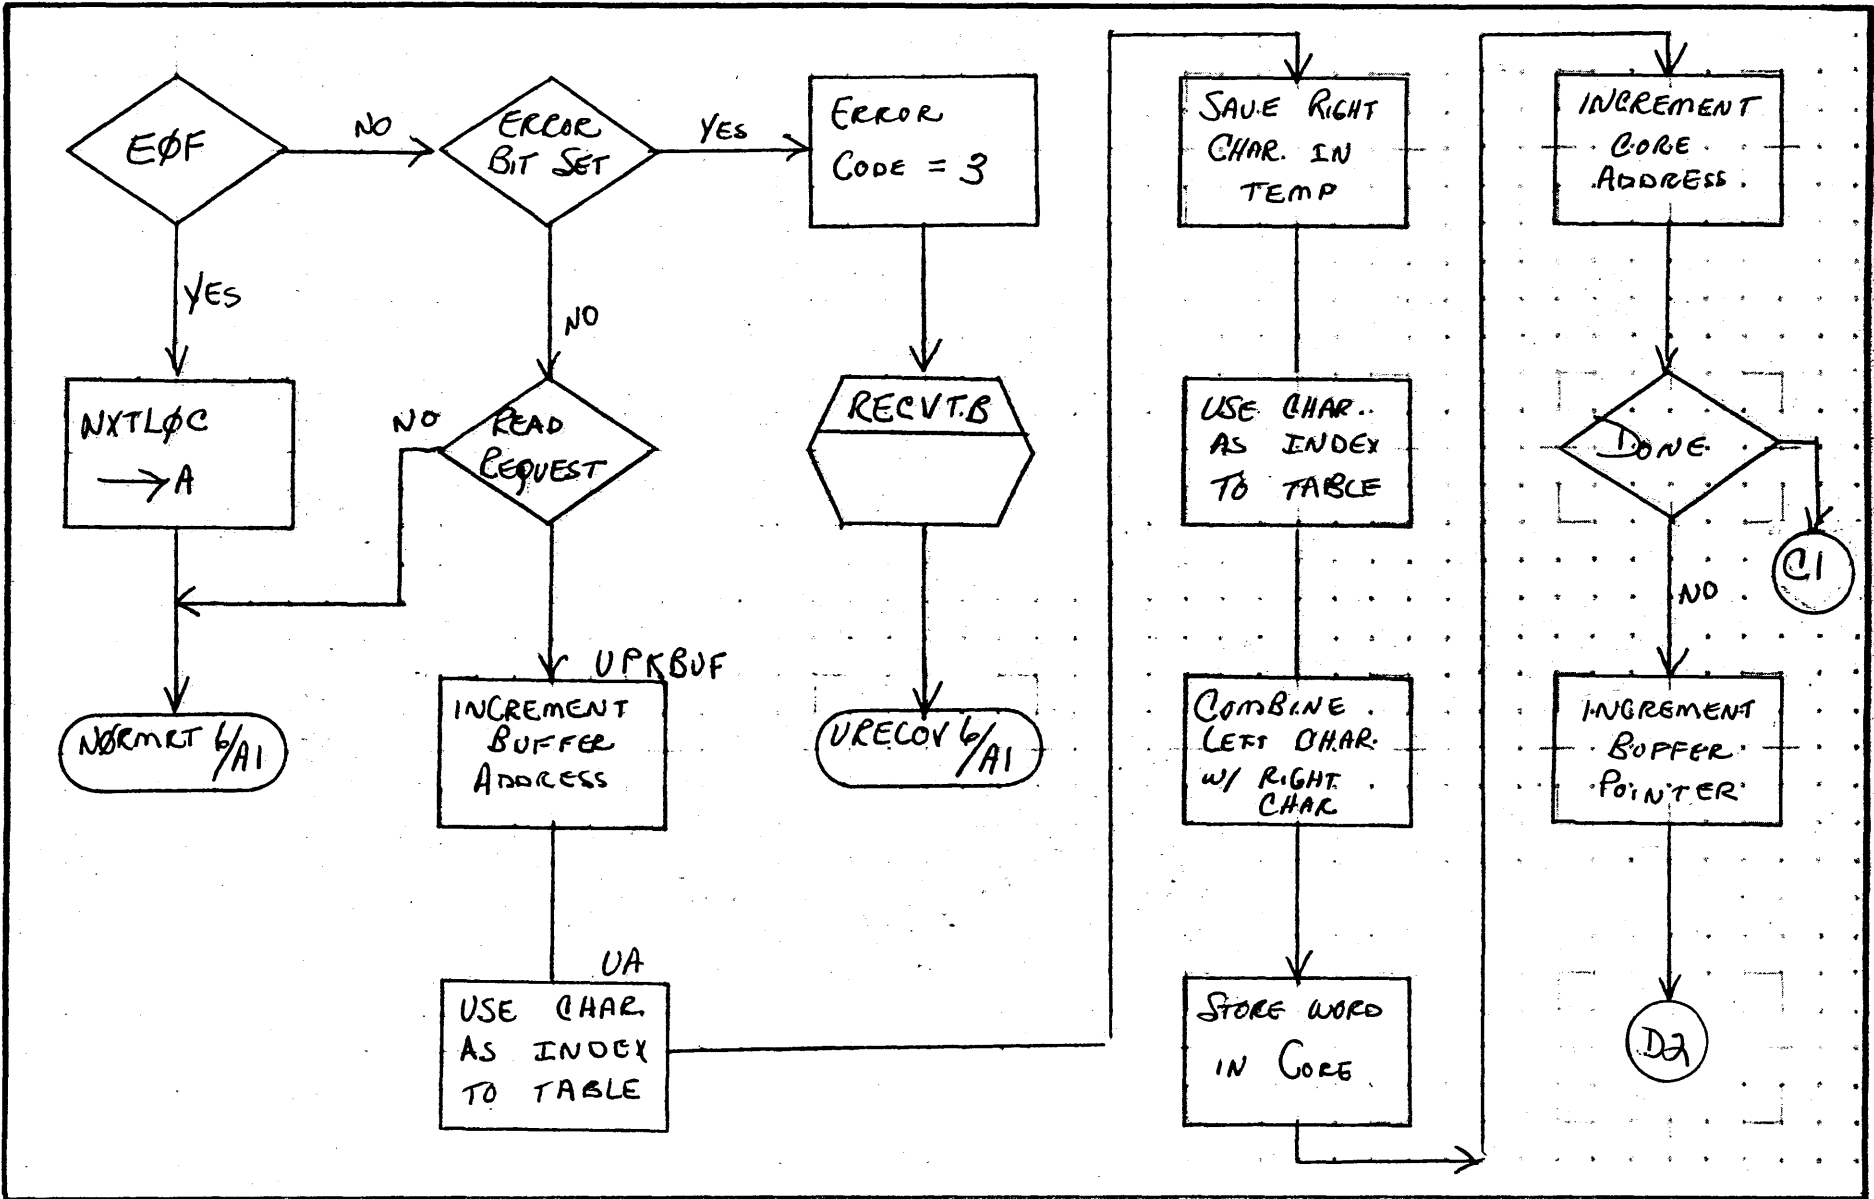 EØF
NO
YES
NXTLØC
→ A
NØRMRT 6/A1
ERROR
BIT SET
YES
NO
READ
REQUEST
NO
UPKBUF
INCREMENT
BUFFER
ADDRESS
UA
USE CHAR.
AS INDEX
TO TABLE
ERROR
CODE = 3
RECVTB
URECOV 6/A1
SAVE RIGHT
CHAR. IN
TEMP
USE CHAR.
AS INDEX
TO TABLE
COMBINE
LEFT CHAR.
W/ RIGHT
CHAR
STORE WORD
IN CORE
INCREMENT
CORE
ADDRESS
DONE
C1
NO
INCREMENT
BUFFER
POINTER
D2